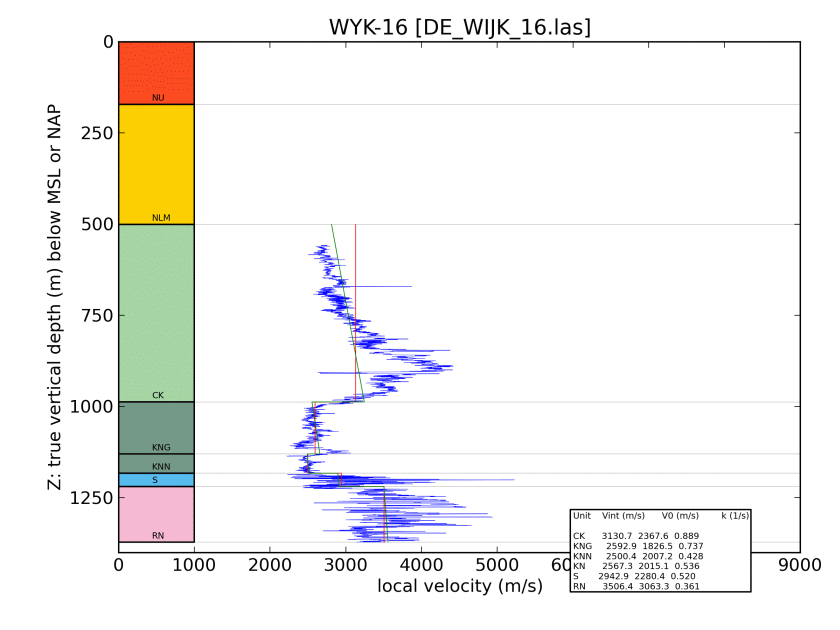 WYK-16 [DE_WIJK_16.las]
0
250
500
750
1000
1250
Z: true vertical depth (m) below MSL or NAP
NU
NLM
CK
KNG
KNN
S
RN
Unit Vint (m/s) V0 (m/s) k (1/s)
CK 3130.7 2367.6 0.889
KNG 2592.9 1826.5 0.737
KNN 2500.4 2007.2 0.428
KN 2567.3 2015.1 0.536
S 2942.9 2280.4 0.520
RN 3506.4 3063.3 0.361
0 1000 2000 3000 4000 5000 60 9000
local velocity (m/s)